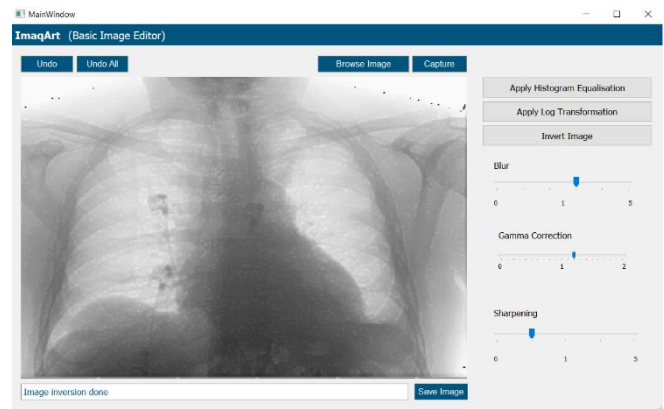 MainWindow
ImaqArt (Basic Image Editor)
Undo Undo All Browse Image Capture
Apply Histogram Equalisation
Apply Log Transformation
Invert Image
Blur
0 1 5
Gamma Correction
0 1 2
Sharpening
0 1 5
Image inversion done Save Image